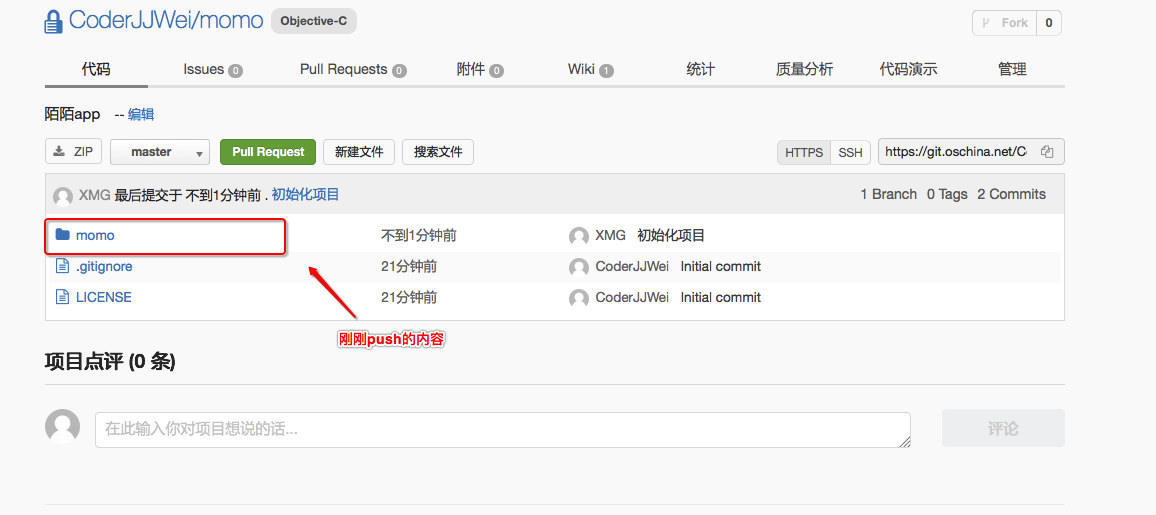 CoderJJWei/momo Objective-C Fork 0
代码 Issues 0 Pull Requests 0 附件 0 Wiki 1 统计 质量分析 代码演示 管理
陌陌app -- 编辑
ZIP master Pull Request 新建文件 搜索文件 HTTPS SSH https://git.oschina.net/C
XMG 最后提交于 不到1分钟前 . 初始化项目 1 Branch 0 Tags 2 Commits
momo 不到1分钟前 XMG 初始化项目
.gitignore 21分钟前 CoderJJWei Initial commit
LICENSE 21分钟前 CoderJJWei Initial commit
刚刚push的内容
项目点评 (0 条)
在此输入你对项目想说的话...
评论